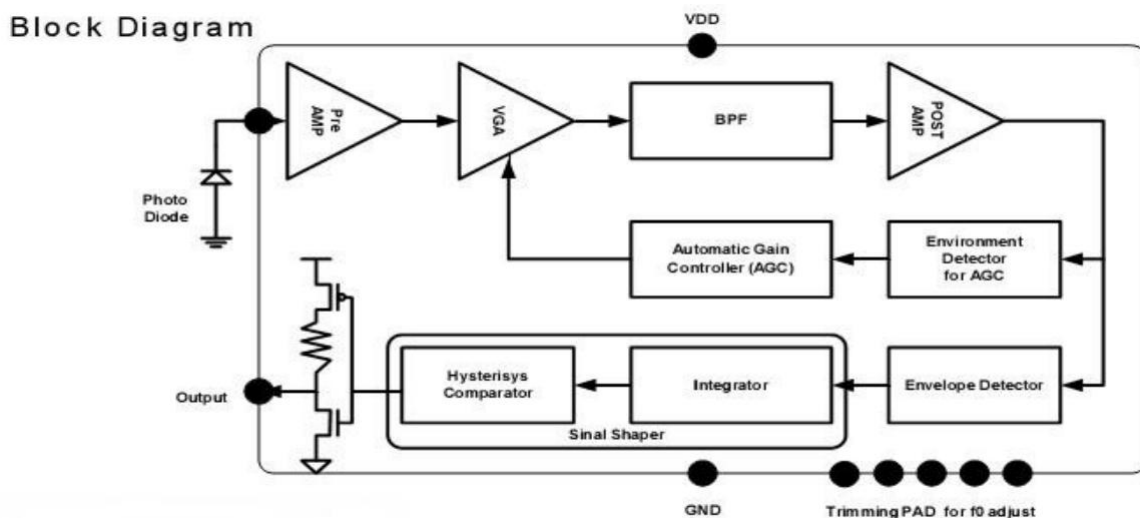 Block Diagram
VDD
Pre
AMP
VGA
BPF
POST
AMP
Photo
Diode
Automatic Gain
Controller (AGC)
Environment
Detector
for AGC
Hysterisys
Comparator
Integrator
Envelope Detector
Output
Sinal Shaper
GND
Trimming PAD for f0 adjust